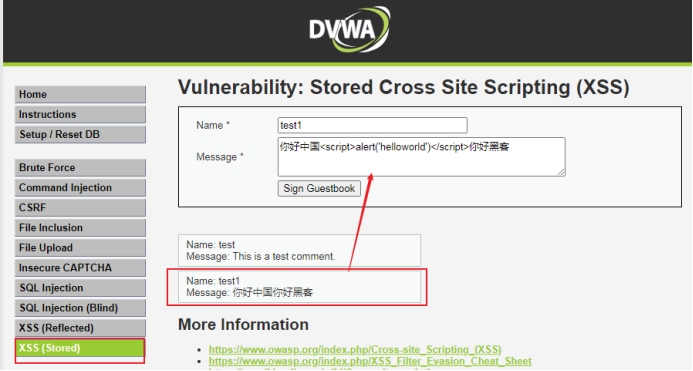 DVWA
Vulnerability: Stored Cross Site Scripting (XSS)
Home
Instructions
Setup / Reset DB
Brute Force
Command Injection
CSRF
File Inclusion
File Upload
Insecure CAPTCHA
SQL Injection
SQL Injection (Blind)
XSS (Reflected)
XSS (Stored)
Name *
test1
Message *
你好中国<script>alert('helloworld')</script>你好黑客
Sign Guestbook
Name: test
Message: This is a test comment.
Name: test1
Message: 你好中国你好黑客
More Information
https://www.owasp.org/index.php/Cross-site_Scripting_(XSS)
https://www.owasp.org/index.php/XSS_Filter_Evasion_Cheat_Sheet